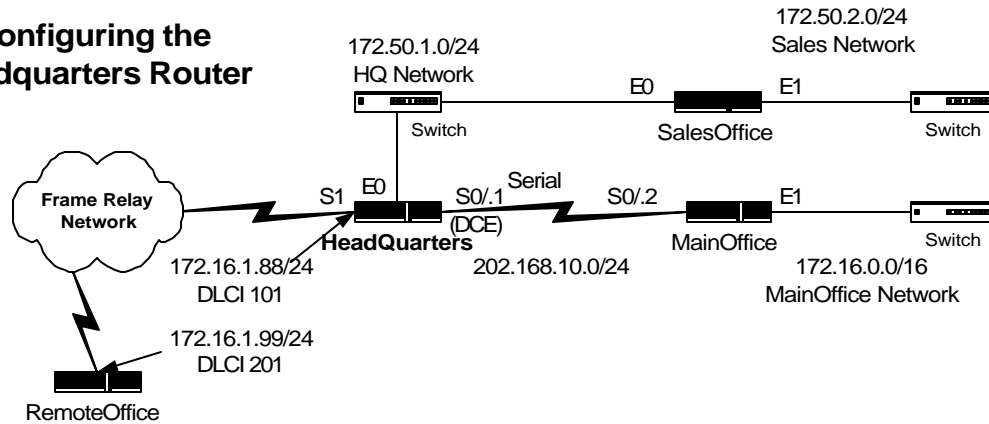 onfiguring the
dquarters Router
172.50.1.0/24
HQ Network
172.50.2.0/24
Sales Network
E0
E1
Switch
SalesOffice
Switch
Frame Relay
Network
S1
E0
S0/.1
Serial
S0/.2
E1
(DCE)
HeadQuarters
MainOffice
Switch
172.16.1.88/24
DLCI 101
202.168.10.0/24
172.16.0.0/16
MainOffice Network
172.16.1.99/24
DLCI 201
RemoteOffice